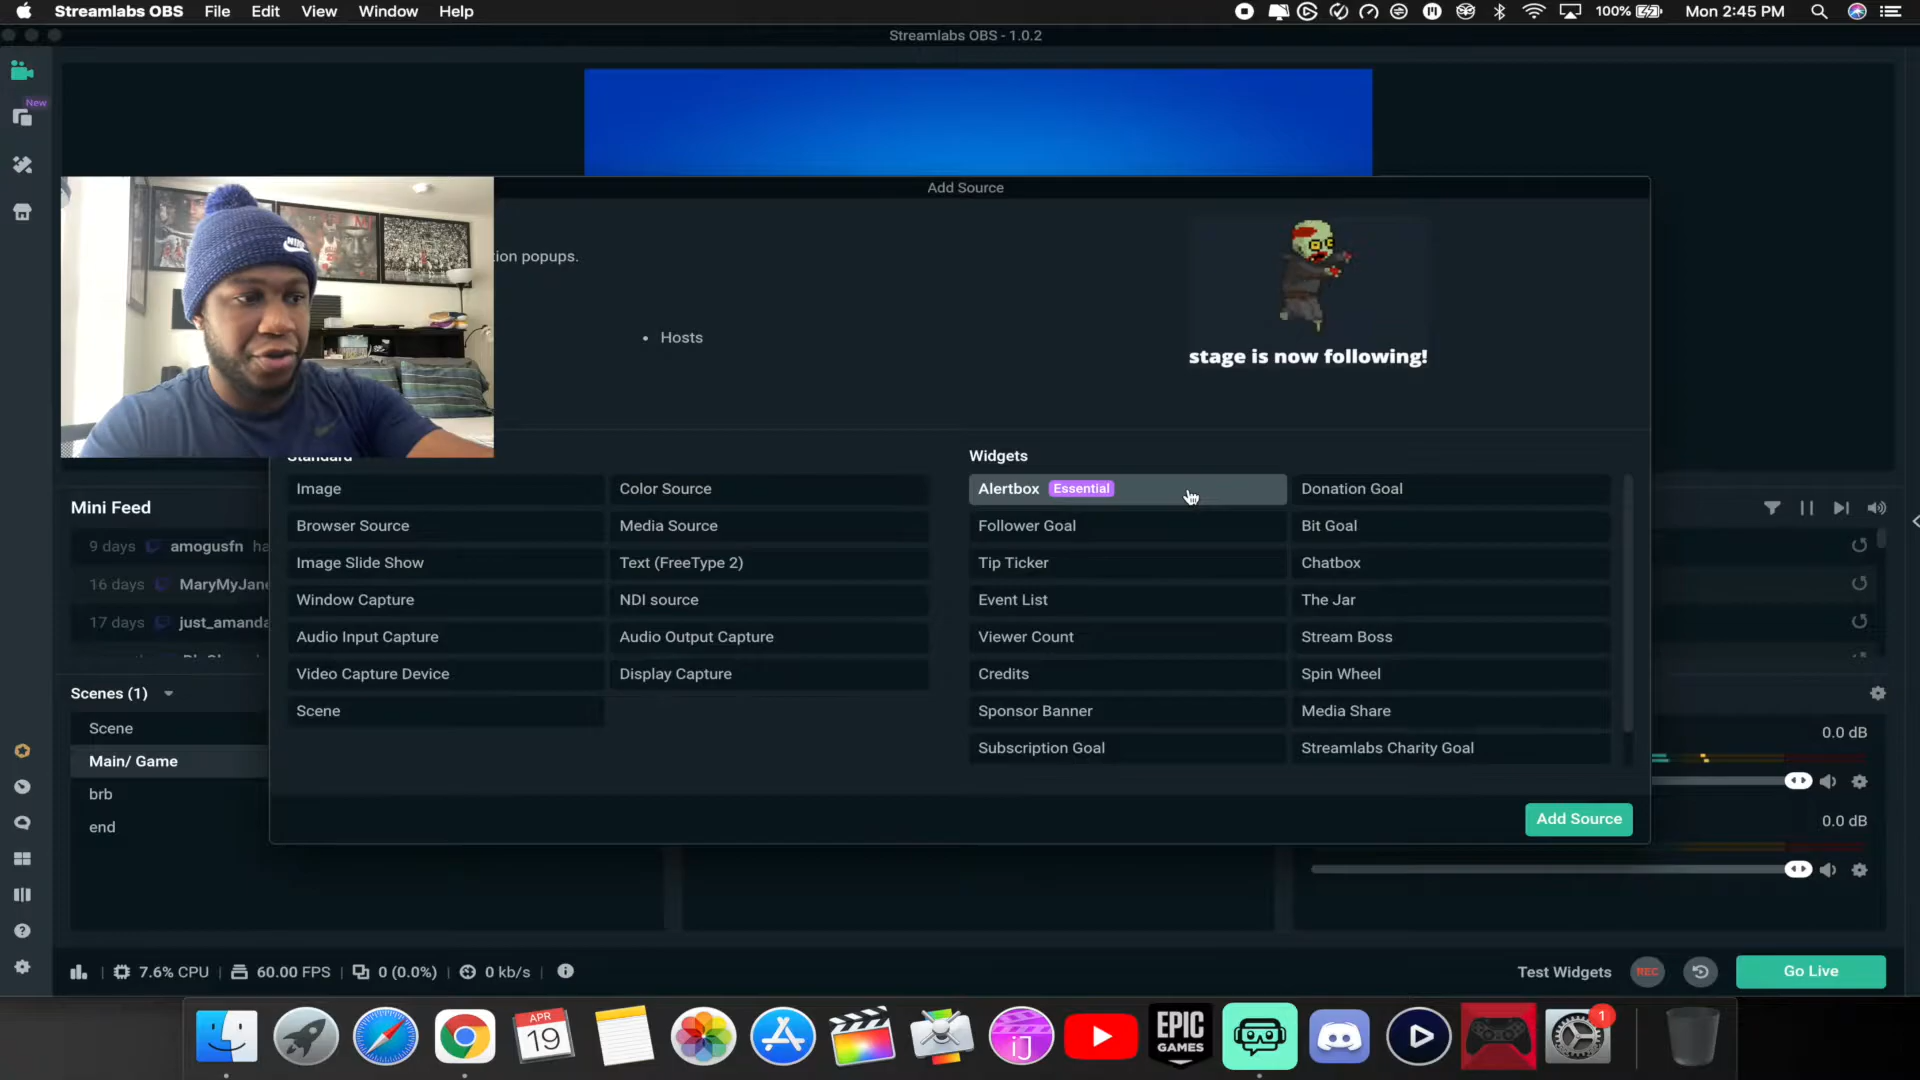 Streamlabs OBS File Edit View Window Help 100% Mon 2:45 PM
Streamlabs OBS - 1.0.2
New
Add Source
tion popups.
• Hosts
stage is now following!
NIKE
Standard
Image
Color Source
Browser Source
Media Source
Image Slide Show
Text (FreeType 2)
Window Capture
NDI source
Audio Input Capture
Audio Output Capture
Video Capture Device
Display Capture
Scene
Widgets
Alertbox Essential
Donation Goal
Follower Goal
Bit Goal
Tip Ticker
Chatbox
Event List
The Jar
Viewer Count
Stream Boss
Credits
Spin Wheel
Sponsor Banner
Media Share
Subscription Goal
Streamlabs Charity Goal
Add Source
Mini Feed
9 days amogusfn ha
16 days MaryMyJane
17 days just_amanda
Scenes (1)
Scene
Main/ Game
brb
end
0.0 dB
0.0 dB
7.6% CPU 60.00 FPS 0 (0.0%) 0 kb/s
Test Widgets REC Go Live
APR
19
EPIC
GAMES
1